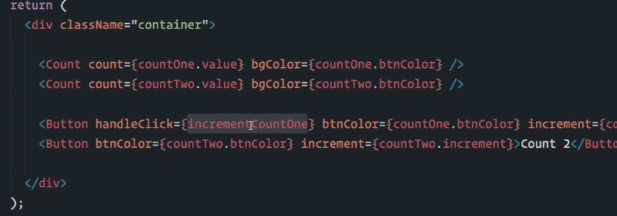 return (
<div className="container">
<Count count={countOne.value} bgColor={countOne.btnColor} />
<Count count={countTwo.value} bgColor={countTwo.btnColor} />
<Button handleClick={incrementCountOne} btnColor={countOne.btnColor} increment={co
<Button btnColor={countTwo.btnColor} increment={countTwo.increment}>Count 2</Butto
</div>
);